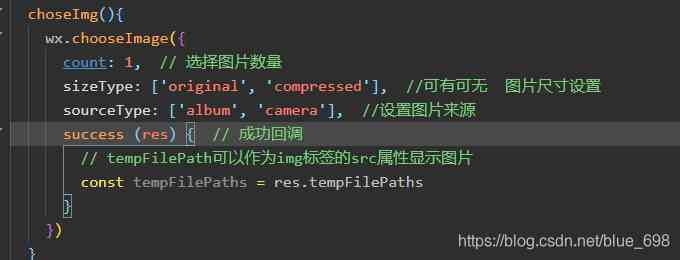 choseImg(){
wx.chooseImage({
count: 1,  // 选择图片数量
sizeType: ['original', 'compressed'],  //可有可无  图片尺寸设置
sourceType: ['album', 'camera'],  //设置图片来源
success (res) {  // 成功回调
// tempFilePath可以作为img标签的src属性显示图片
const tempFilePaths = res.tempFilePaths
}
})
}
https://blog.csdn.net/blue_698